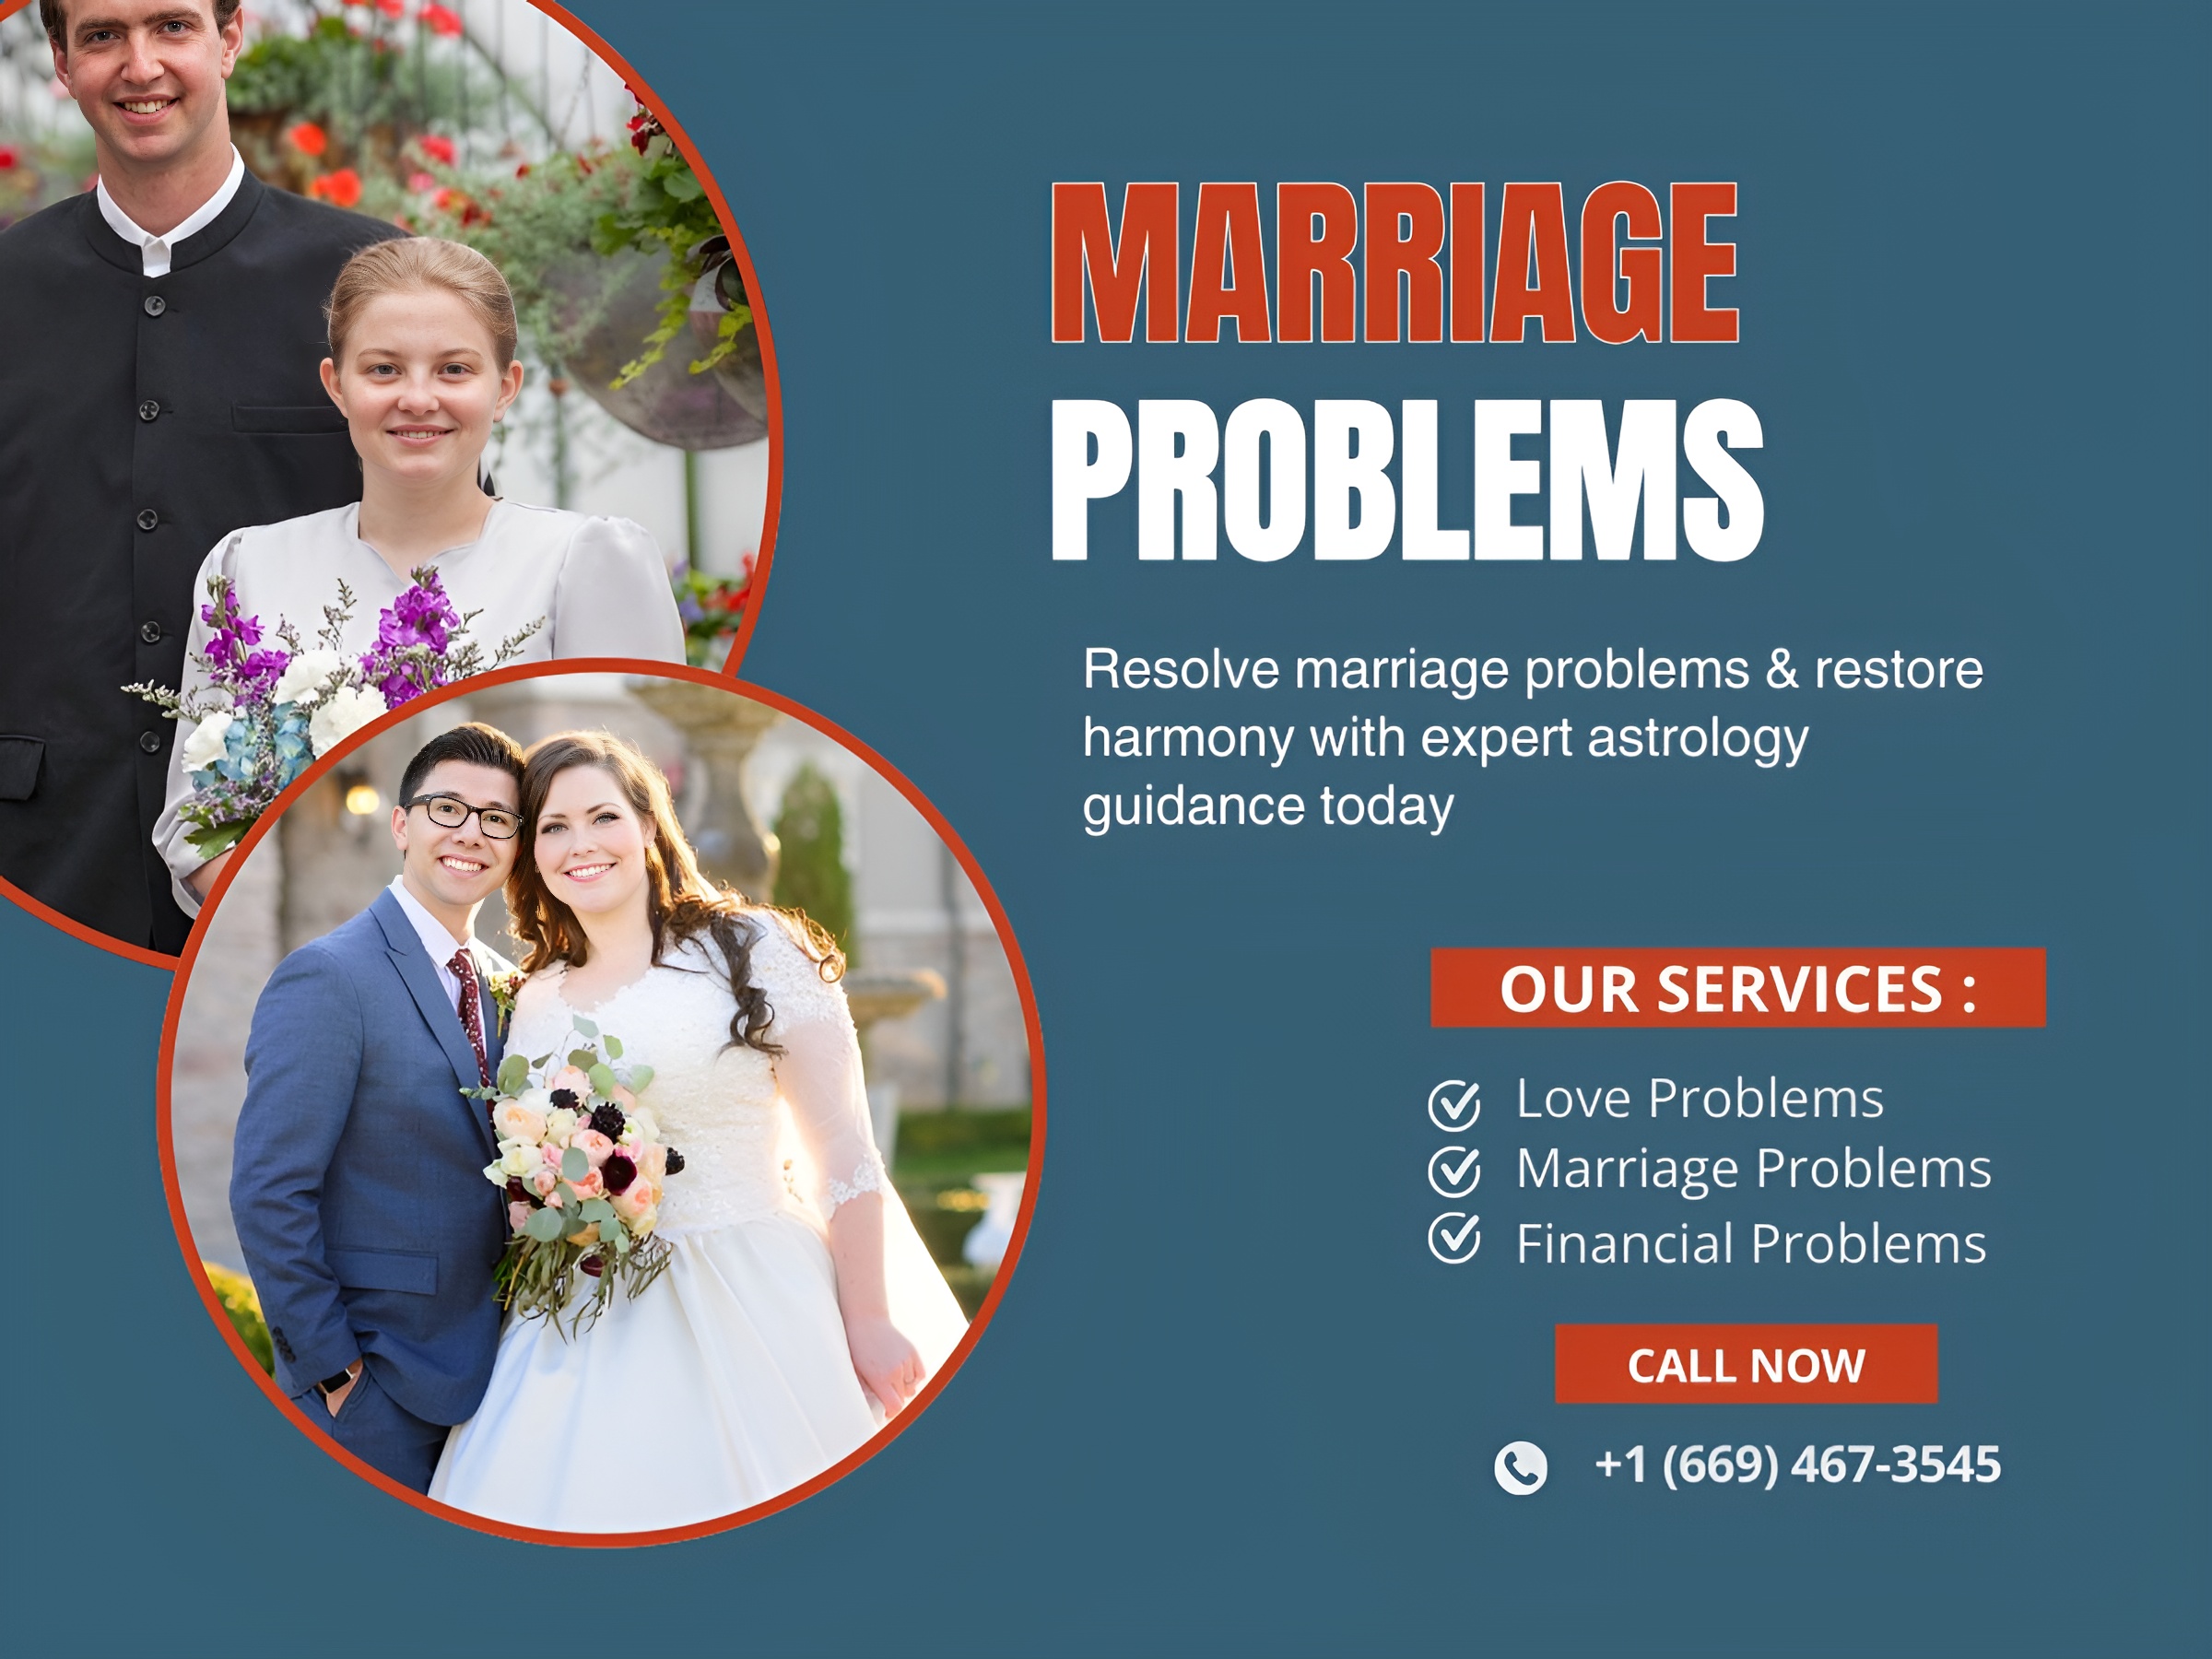 MARRIAGE
PROBLEMS
Resolve marriage problems & restore
harmony with expert astrology
guidance today
OUR SERVICES :
Love Problems
Marriage Problems
Financial Problems
CALL NOW
+1 (669) 467-3545